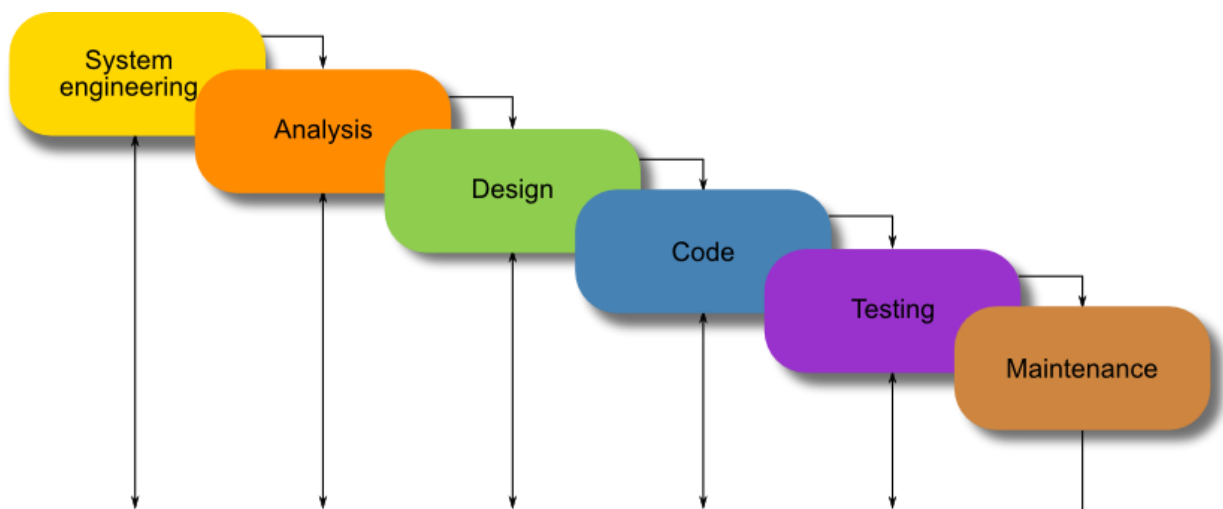 System
engineering
Analysis
Design
Code
Testing
Maintenance